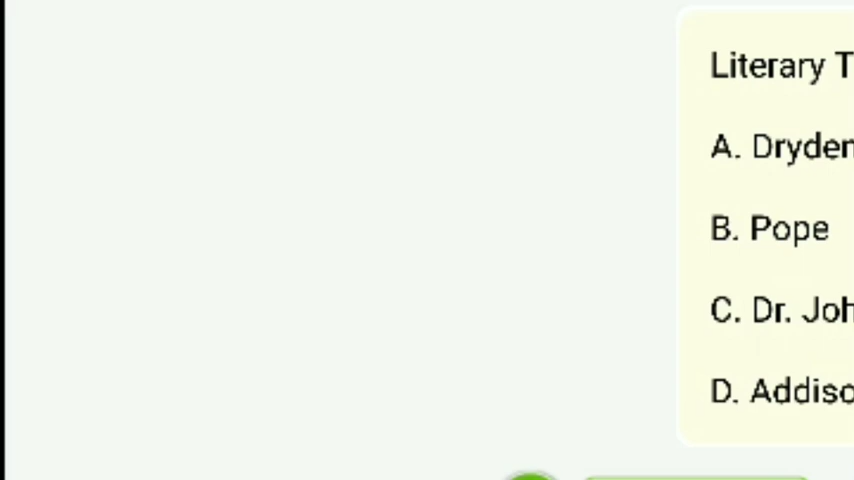 Literary T
A. Dryden
B. Pope
C. Dr. Joh
D. Addiso